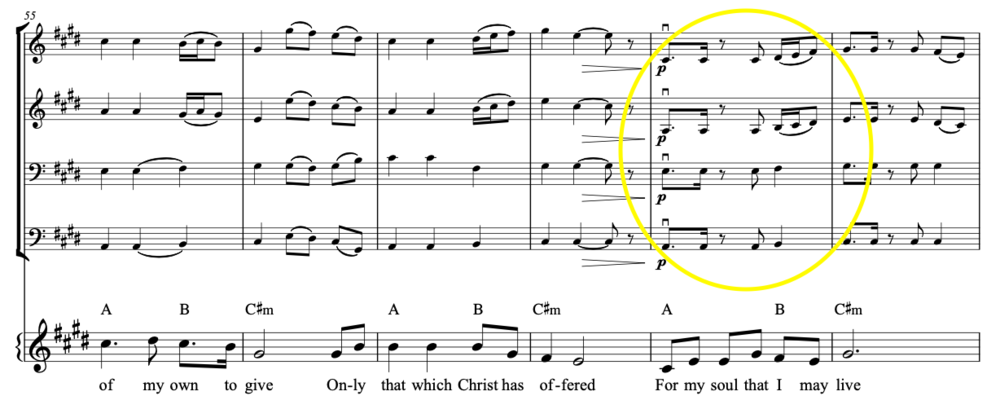 55
p
p
p
p
A B C#m A B C#m A B C#m
of my own to give On-ly that which Christ has of-fered For my soul that I may live